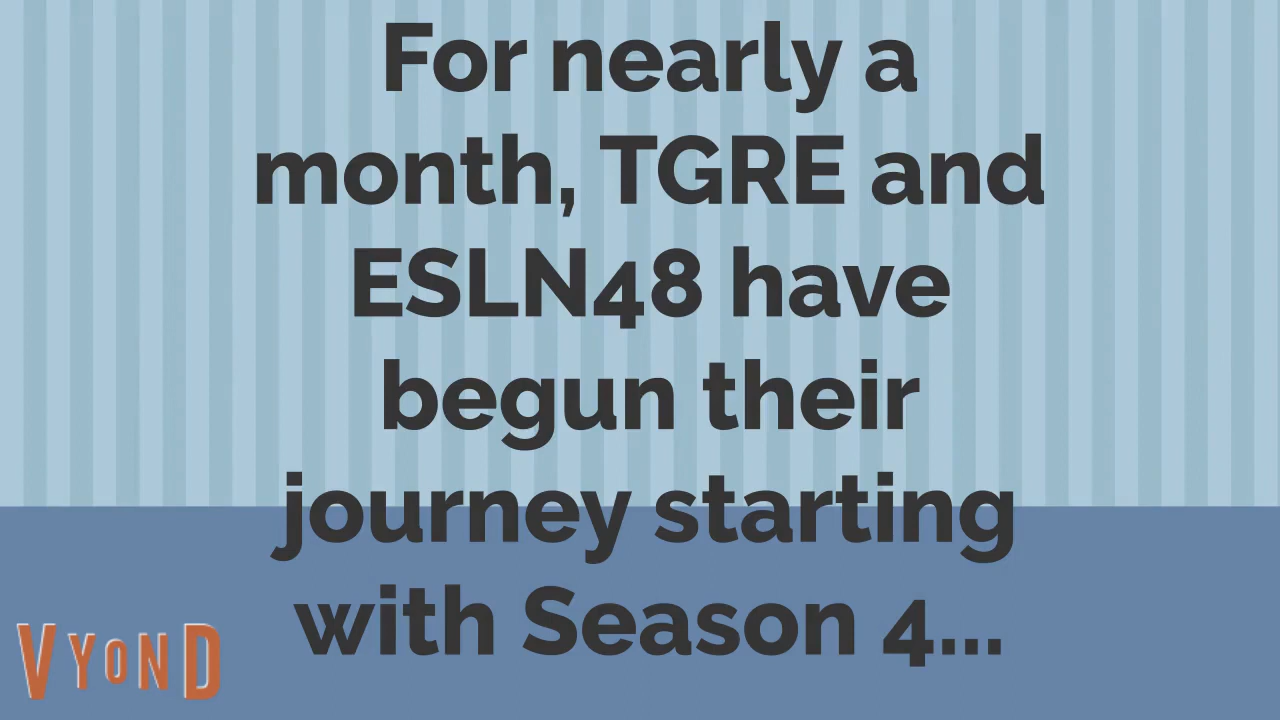 For nearly a
month, TGRE and
ESLN48 have
begun their
journey starting
with Season 4...
VYOND